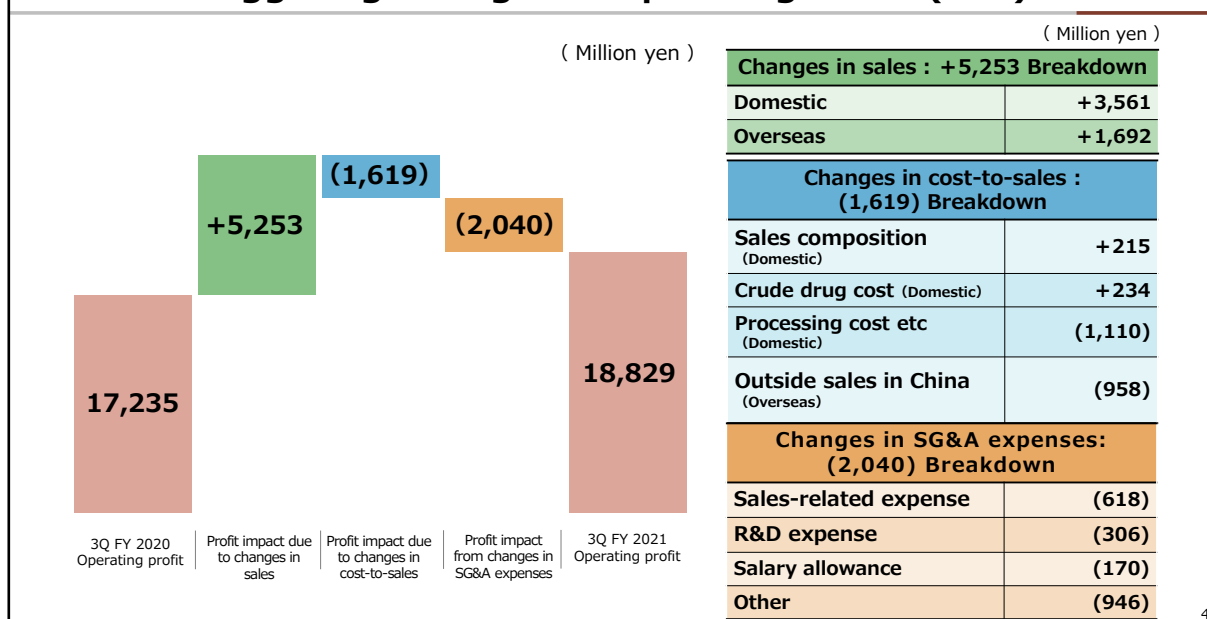 ( Million yen )
+5,253
(1,619)
(2,040)
17,235
18,829
3Q FY 2020
Operating profit
Profit impact due
to changes in
sales
Profit impact due
to changes in
cost-to-sales
Profit impact
from changes in
SG&A expenses
3Q FY 2021
Operating profit
( Million yen )
Changes in sales : +5,253 Breakdown
Domestic +3,561
Overseas +1,692
Changes in cost-to-sales :
(1,619) Breakdown
Sales composition
(Domestic)
+215
Crude drug cost (Domestic) +234
Processing cost etc
(Domestic)
(1,110)
Outside sales in China
(Overseas)
(958)
Changes in SG&A expenses:
(2,040) Breakdown
Sales-related expense (618)
R&D expense (306)
Salary allowance (170)
Other (946)
4